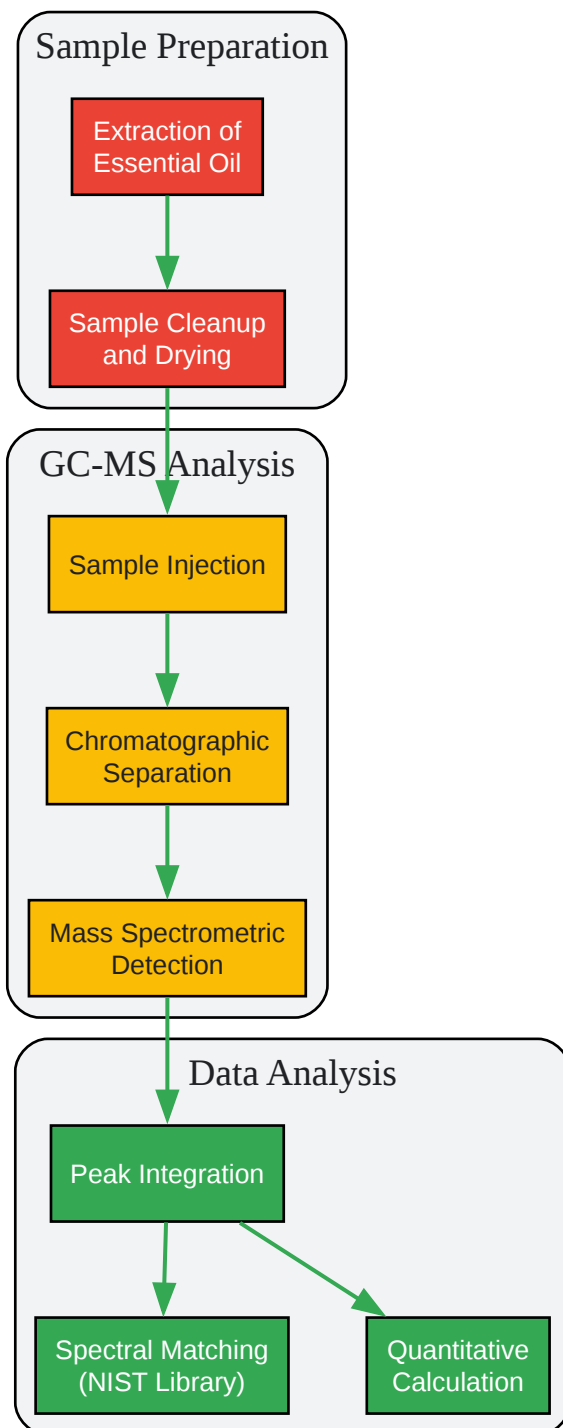 Sample Preparation
Extraction of
Essential Oil
Sample Cleanup
and Drying
GC-MS Analysis
Sample Injection
Chromatographic
Separation
Mass Spectrometric
Detection
Data Analysis
Peak Integration
Spectral Matching
(NIST Library)
Quantitative
Calculation